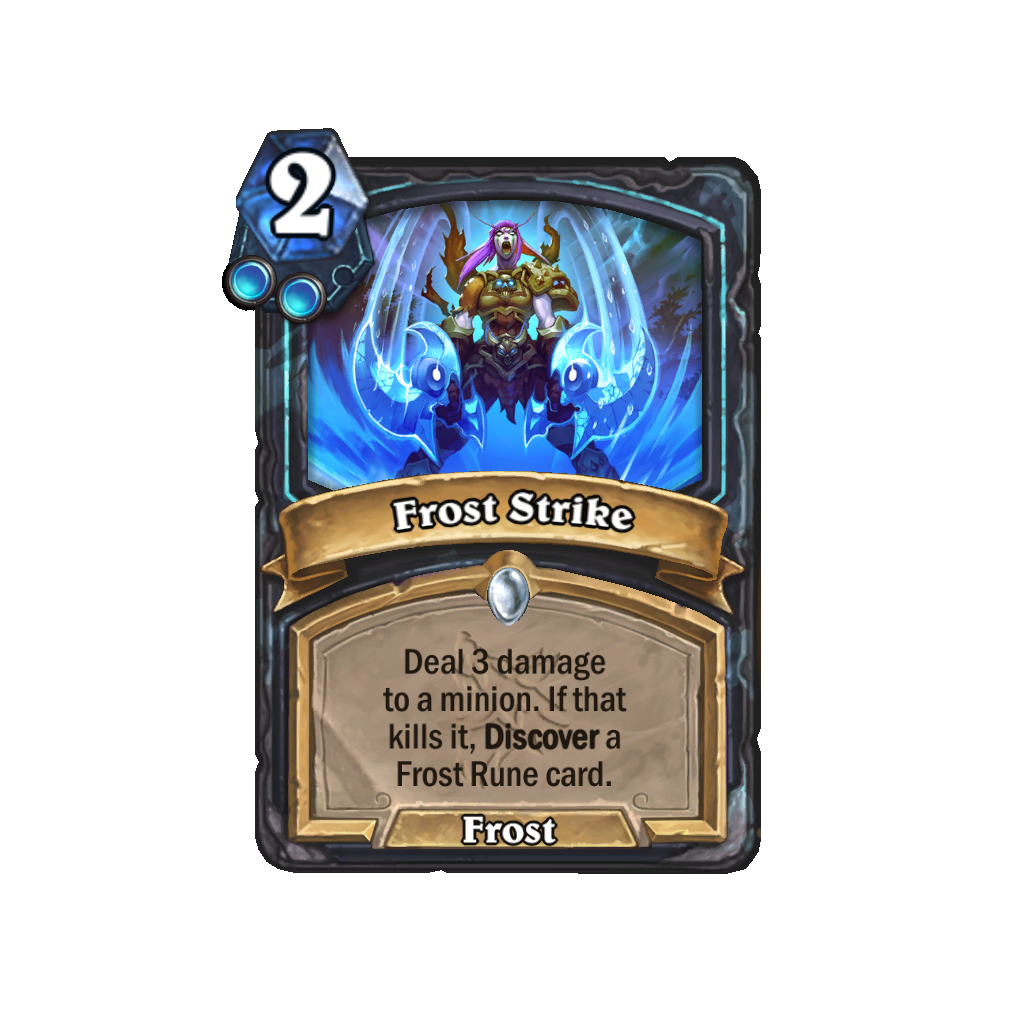 2
Frost Strike
Deal 3 damage
to a minion. If that
kills it, Discover a
Frost Rune card.
Frost